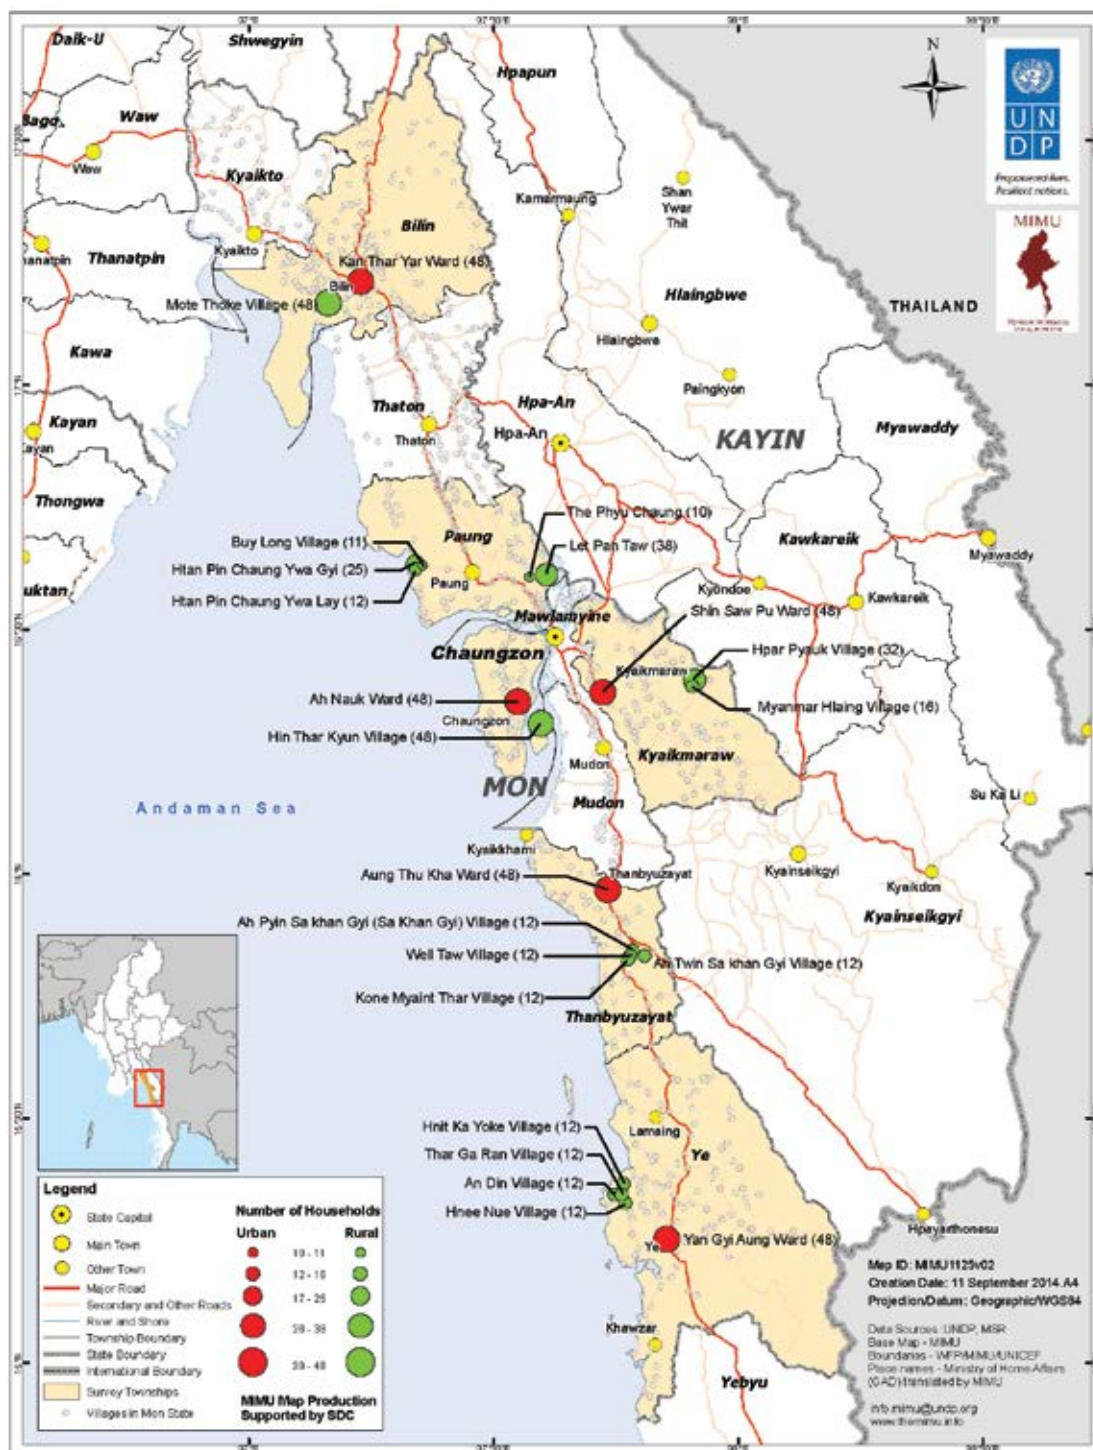 97°E
97°30'E
98°E
98°30'E
N
Daik-U
Shwegyin
Hpapun
Bago
Waw
Waw
Kyaikto
UN
DP
Empowered lives.
Resilient nations.
Shan
Ywar
Thit
Kamarmaung
MIMU
Bilin
Kyaikto
Thanatpin
Kan Thar Yar Ward (48)
Bilin
Mote Thoke Village (48)
Hlaingbwe
THAILAND
Hlaingbwe
Kawa
Paingkyon
Hpa-An
Thaton
Kayan
Thaton
Hpa-An
KAYIN
Myawaddy
Thongwa
The Phyu Chaung (10)
Buy Long Village (11)
Paung
Let Pan Taw (38)
Kawkareik
Myawaddy
Htan Pin Chaung Ywa Gyi (25)
Paung
Kyondoe
Htan Pin Chaung Ywa Lay (12)
Mawlamyine
Kawkareik
Shin Saw Pu Ward (48)
Chaungzon
Hpar Pyauk Village (32)
Kyaikmaraw
Ah Nauk Ward (48)
Myanmar Hlaing Village (16)
Chaungzon
Hin Thar Kyun Village (48)
Mudon
Kyaikmaraw
MON
Mudon
Su Ka Li
Andaman Sea
Kyaikkhami
Kyainseikgyi
Aung Thu Kha Ward (48)
Thanbyuzayat
Kyaikdon
Kyainseikgyi
Ah Pyin Sa khan Gyi (Sa Khan Gyi) Village (12)
Well Taw Village (12)
Ah Twin Sa khan Gyi Village (12)
Kone Myaint Thar Village (12)
Thanbyuzayat
Hnit Ka Yoke Village (12)
Lamaing
Thar Ga Ran Village (12)
Ye
An Din Village (12)
Hnee Nue Village (12)
Hpayarthonesu
Ye
Yan Gyi Aung Ward (48)
Khawzar
Yebyu
Legend
State Capital
Main Town
Other Town
Major Road
Secondary and Other Roads
River and Shore
Township Boundary
State Boundary
International Boundary
Survey Townships
Villages in Mon State
Number of Households
Urban Rural
10 - 11
12 - 16
17 - 25
26 - 38
39 - 48
MIMU Map Production
Supported by SDC
Map ID: MIMU1125v02
Creation Date: 11 September 2014.A4
Projection/Datum: Geographic/WGS84
Data Sources: UNDP, MSR
Base Map - MIMU
Boundaries - WFP/MIMU/UNICEF
Place names - Ministry of Home Affairs
(GAD) translated by MIMU
info.mimu@undp.org
www.themimu.info